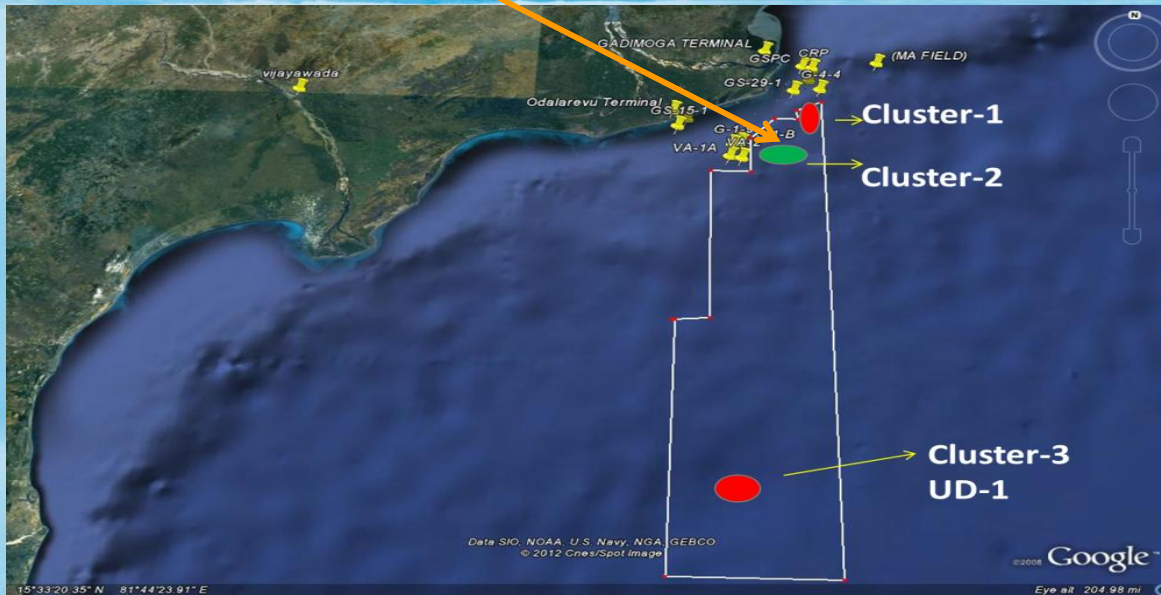 N
GADIMOGA TERMINAL
CRP
GSPC
(MA FIELD)
vijayawada
G-4-4
GS-29-1
Odalarevu Terminal
GS-15-1
Cluster-1
VA-2
VA-1A
Cluster-2
Cluster-3
UD-1
Data SIO, NOAA, U.S. Navy, NGA, GEBCO
© 2012 Cnes/Spot Image
©2008 Google
15°33'20.35" N 81°44'23.91" E
Eye alt 204.98 mi